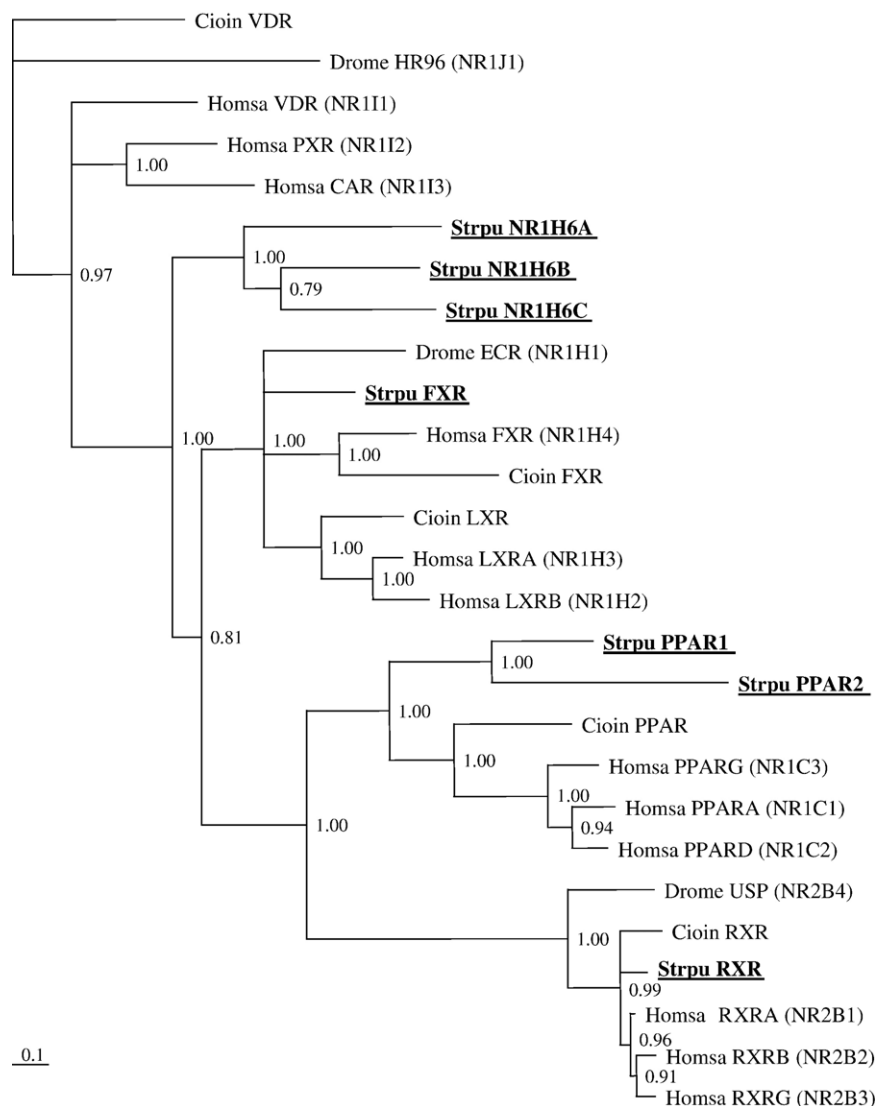 Cioin VDR
Drome HR96 (NR1J1)
Homsa VDR (NR1I1)
Homsa PXR (NR1I2)
1.00
Homsa CAR (NR1I3)
Strpu NR1H6A
1.00
Strpu NR1H6B
0.97
0.79
Strpu NR1H6C
Drome ECR (NR1H1)
Strpu FXR
Homsa FXR (NR1H4)
1.00
1.00
1.00
Cioin FXR
Cioin LXR
1.00
Homsa LXRA (NR1H3)
1.00
Homsa LXRB (NR1H2)
0.81
Strpu PPAR1
1.00
Strpu PPAR2
1.00
Cioin PPAR
1.00
Homsa PPARG (NR1C3)
1.00
Homsa PPARA (NR1C1)
1.00
0.94
Homsa PPARD (NR1C2)
Drome USP (NR2B4)
Cioin RXR
1.00
Strpu RXR
0.99
Homsa RXRA (NR2B1)
0.96
0.1
Homsa RXRB (NR2B2)
0.91
Homsa RXRG (NR2B3)